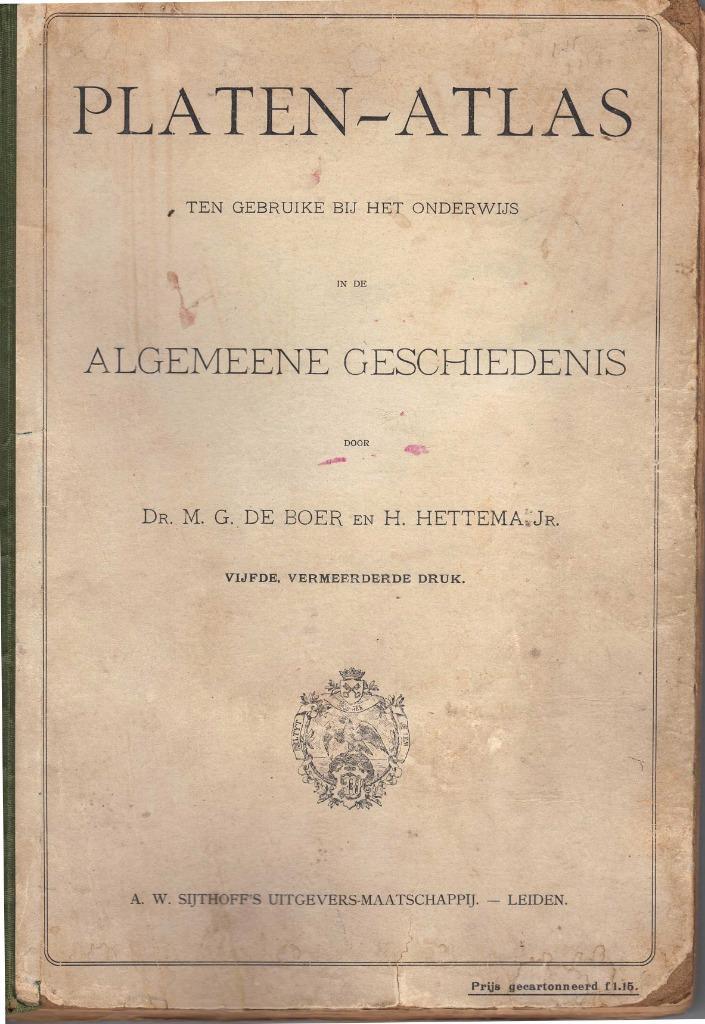 PLATEN-ATLAS
TEN GEBRUIKE BIJ HET ONDERWIJS
IN DE
ALGEMEENE GESCHIEDENIS
DOOR
DR. M. G. DE BOER EN H. HETTEMA JR.
VIJFDE, VERMEERDERDE DRUK.
A. W. SIJTHOFF'S UITGEVERS-MAATSCHAPPIJ. — LEIDEN.
Prijs gecartonneerd f 1.15.